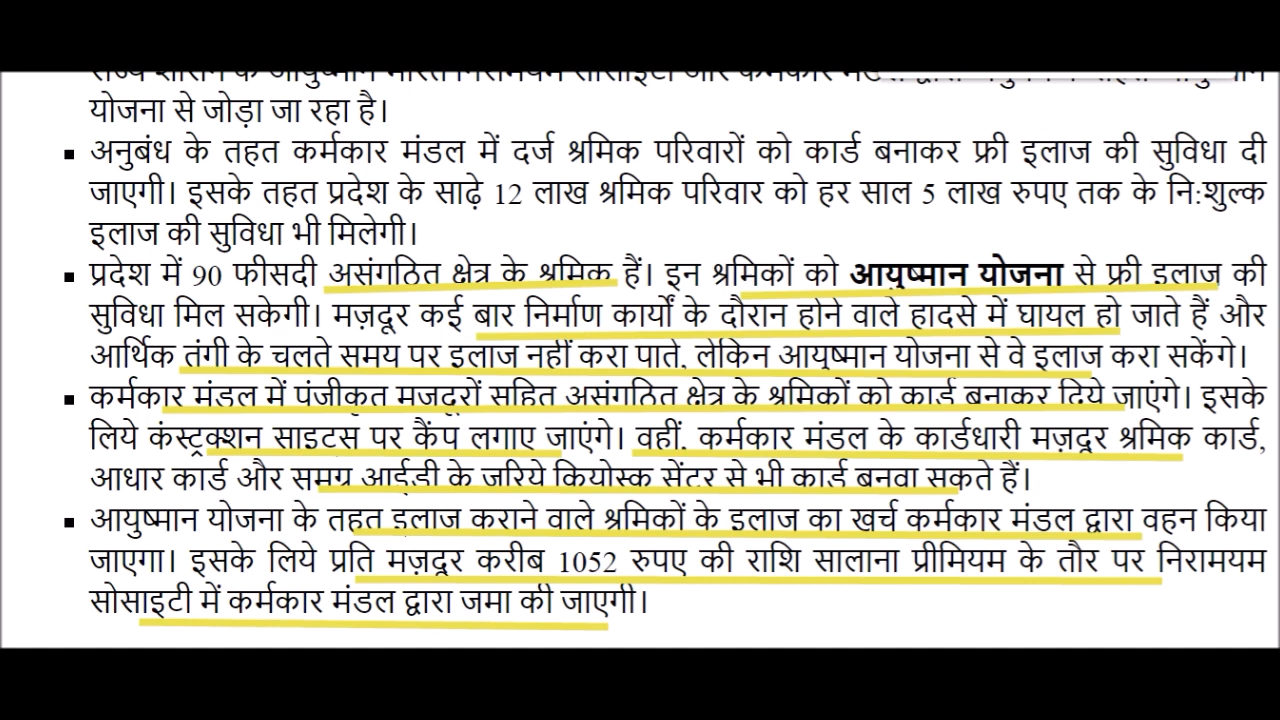 योजना से जोड़ा जा रहा है।
▪ अनुबंध के तहत कर्मकार मंडल में दर्ज श्रमिक परिवारों को कार्ड बनाकर फ्री इलाज की सुविधा दी
जाएगी। इसके तहत प्रदेश के साढ़े 12 लाख श्रमिक परिवार को हर साल 5 लाख रुपए तक के नि:शुल्क
इलाज की सुविधा भी मिलेगी।
▪ प्रदेश में 90 फीसदी असंगठित क्षेत्र के श्रमिक हैं। इन श्रमिकों को आयुष्मान योजना से फ्री इलाज की
सुविधा मिल सकेगी। मज़दूर कई बार निर्माण कार्यों के दौरान होने वाले हादसे में घायल हो जाते हैं और
आर्थिक तंगी के चलते समय पर इलाज नहीं करा पाते, लेकिन आयुष्मान योजना से वे इलाज करा सकेंगे।
▪ कर्मकार मंडल में पंजीकृत मजदूरों सहित असंगठित क्षेत्र के श्रमिकों को कार्ड बनाकर दिये जाएंगे। इसके
लिये कंस्ट्रक्शन साइटस पर कैंप लगाए जाएंगे। वहीं, कर्मकार मंडल के कार्डधारी मज़दूर श्रमिक कार्ड,
आधार कार्ड और समग्र आईडी के जरिये कियोस्क सेंटर से भी कार्ड बनवा सकते हैं।
▪ आयुष्मान योजना के तहत इलाज कराने वाले श्रमिकों के इलाज का खर्च कर्मकार मंडल द्वारा वहन किया
जाएगा। इसके लिये प्रति मज़दूर करीब 1052 रुपए की राशि सालाना प्रीमियम के तौर पर निरामयम
सोसाइटी में कर्मकार मंडल द्वारा जमा की जाएगी।